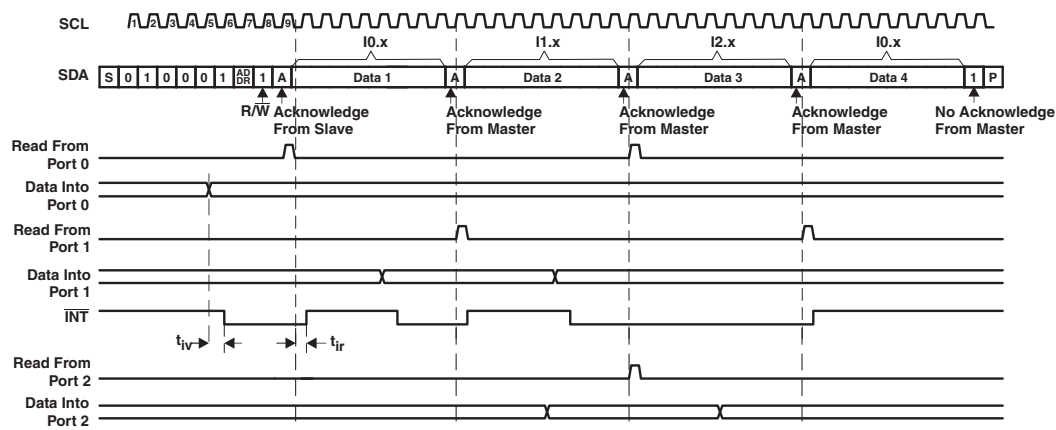 SCL 1 2 3 4 5 6 7 8 9
I0.x I1.x I2.x I0.x
SDA S 0 1 0 0 0 1 AD DR 1 A Data 1 A Data 2 A Data 3 A Data 4 1 P
R/W Acknowledge From Slave
Acknowledge From Master
Acknowledge From Master
Acknowledge From Master
No Acknowledge From Master
Read From Port 0
Data Into Port 0
Read From Port 1
Data Into Port 1
INT
tiv tir
Read From Port 2
Data Into Port 2